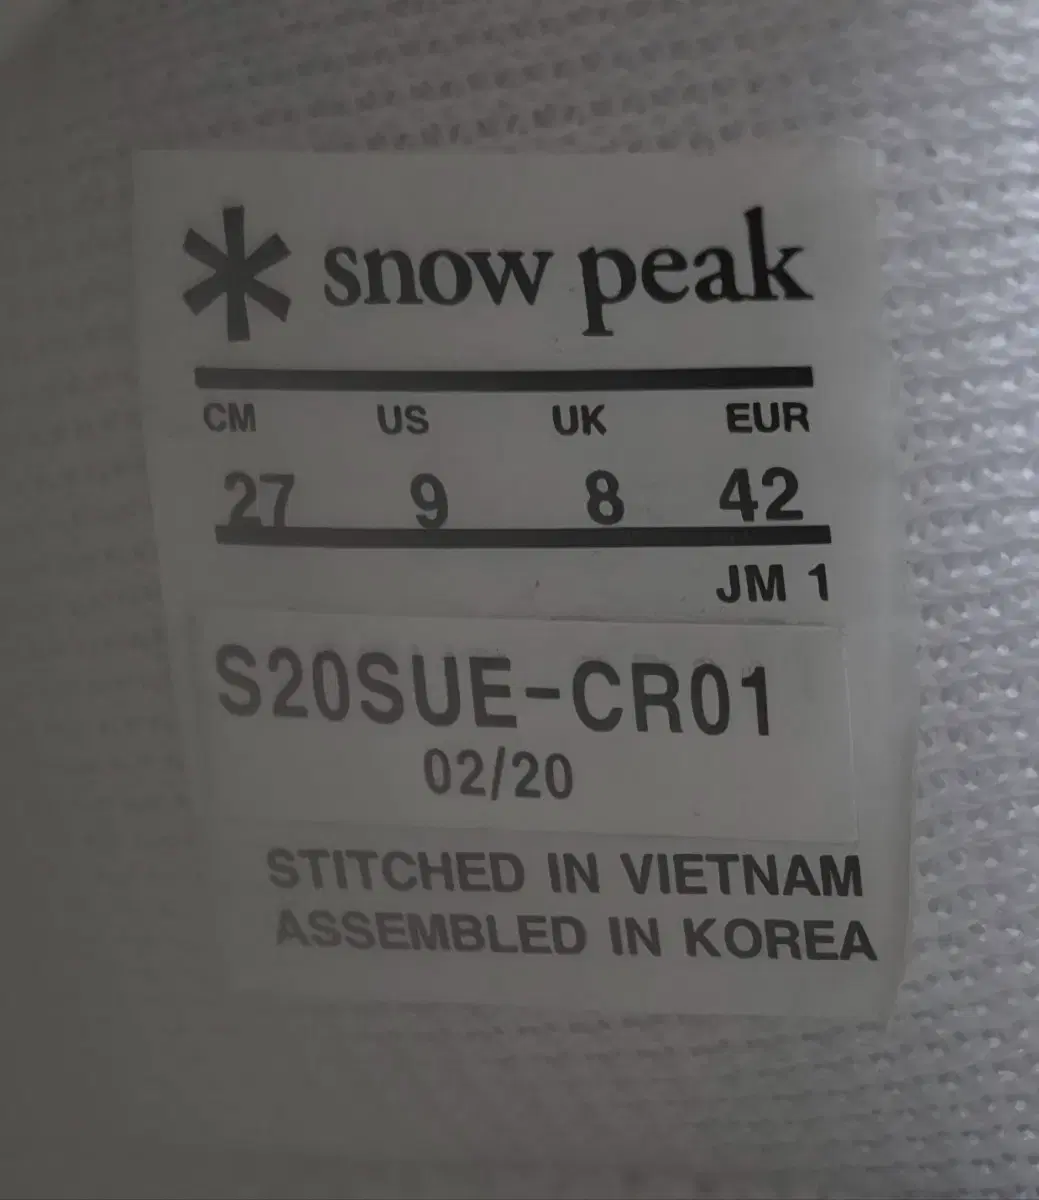 snow peak
CM US UK EUR
27 9 8 42
JM 1
S20SUE-CR01
02/20
STITCHED IN VIETNAM
ASSEMBLED IN KOREA